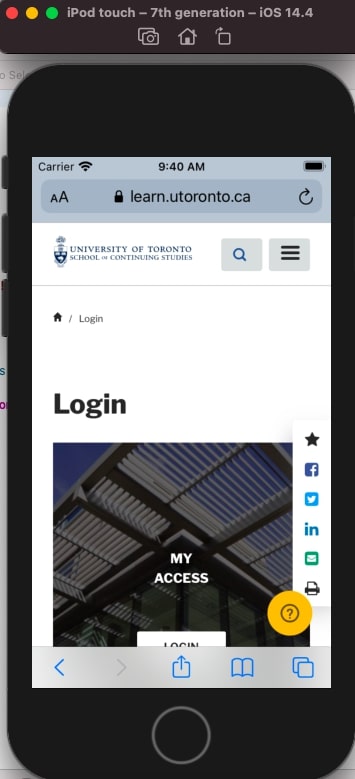 iPod touch – 7th generation – iOS 14.4
Carrier 9:40 AM
AA learn.utoronto.ca
UNIVERSITY OF TORONTO
SCHOOL OF CONTINUING STUDIES
/ Login
Login
MY
ACCESS
LOGIN